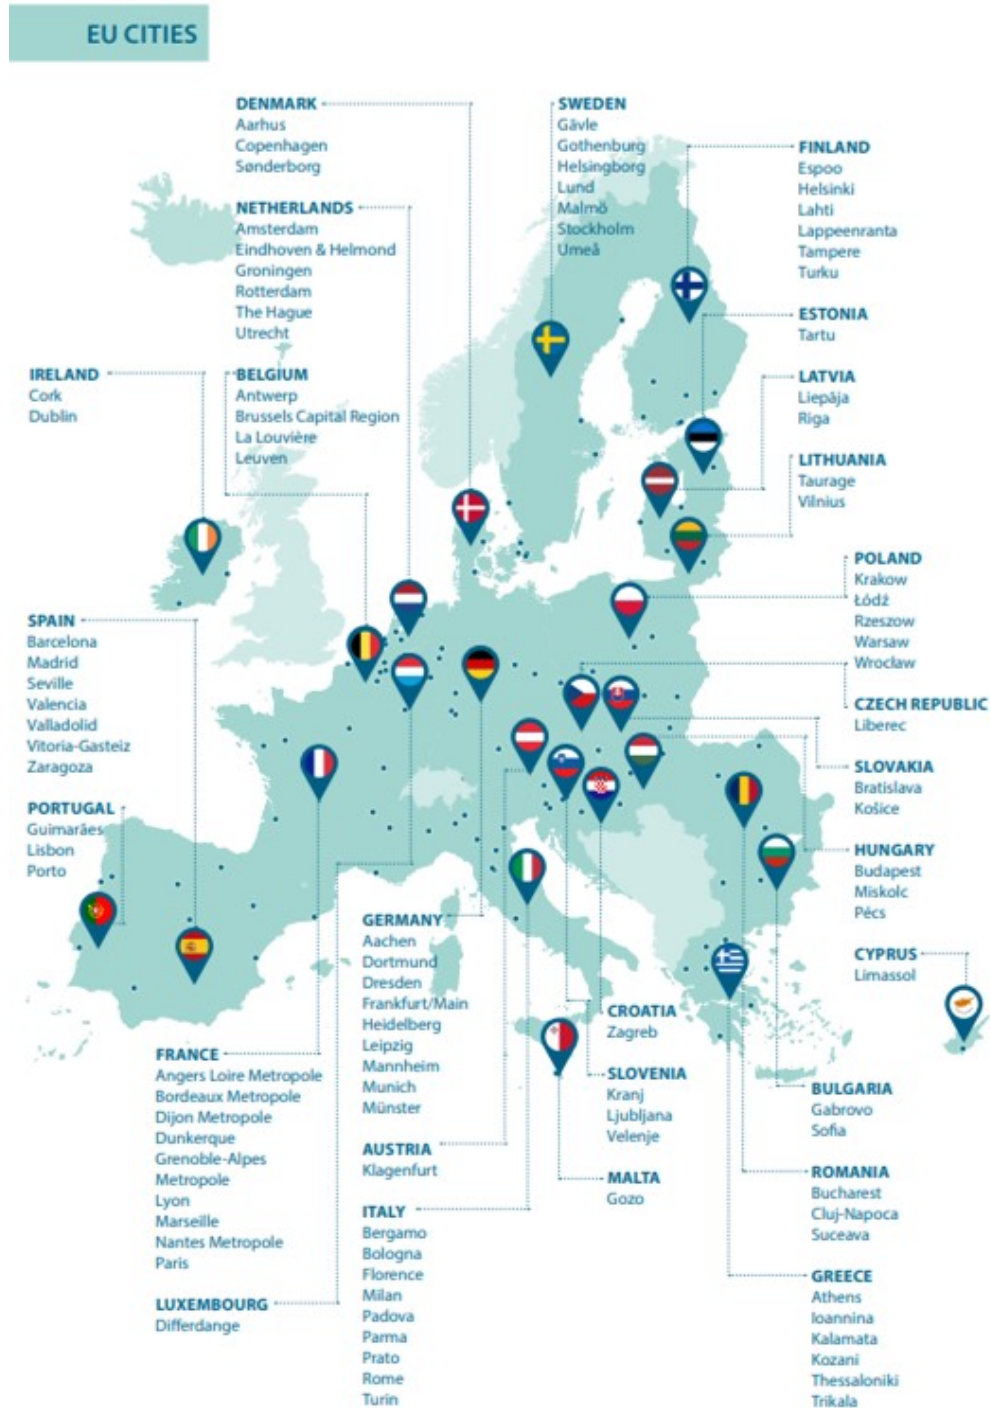 EU CITIES
DENMARK
Aarhus
Copenhagen
Sønderborg
SWEDEN
Gävle
Gothenburg
Helsingborg
Lund
Malmö
Stockholm
Umeå
FINLAND
Espoo
Helsinki
Lahti
Lappeenranta
Tampere
Turku
NETHERLANDS
Amsterdam
Eindhoven & Helmond
Groningen
Rotterdam
The Hague
Utrecht
ESTONIA
Tartu
IRELAND
Cork
Dublin
BELGIUM
Antwerp
Brussels Capital Region
La Louvière
Leuven
LATVIA
Liepāja
Riga
LITHUANIA
Taurage
Vilnius
POLAND
Krakow
Łódź
Rzeszow
Warsaw
Wrocław
SPAIN
Barcelona
Madrid
Seville
Valencia
Valladolid
Vitoria-Gasteiz
Zaragoza
CZECH REPUBLIC
Liberec
SLOVAKIA
Bratislava
Košice
PORTUGAL
Guimarães
Lisbon
Porto
HUNGARY
Budapest
Miskolc
Pécs
GERMANY
Aachen
Dortmund
Dresden
Frankfurt/Main
Heidelberg
Leipzig
Mannheim
Munich
Münster
CYPRUS
Limassol
CROATIA
Zagreb
FRANCE
Angers Loire Metropole
Bordeaux Metropole
Dijon Metropole
Dunkerque
Grenoble-Alpes
Metropole
Lyon
Marseille
Nantes Metropole
Paris
SLOVENIA
Kranj
Ljubljana
Velenje
BULGARIA
Gabrovo
Sofia
AUSTRIA
Klagenfurt
MALTA
Gozo
ROMANIA
Bucharest
Cluj-Napoca
Suceava
ITALY
Bergamo
Bologna
Florence
Milan
Padova
Parma
Prato
Rome
Turin
GREECE
Athens
Ioannina
Kalamata
Kozani
Thessaloniki
Trikala
LUXEMBOURG
Differdange